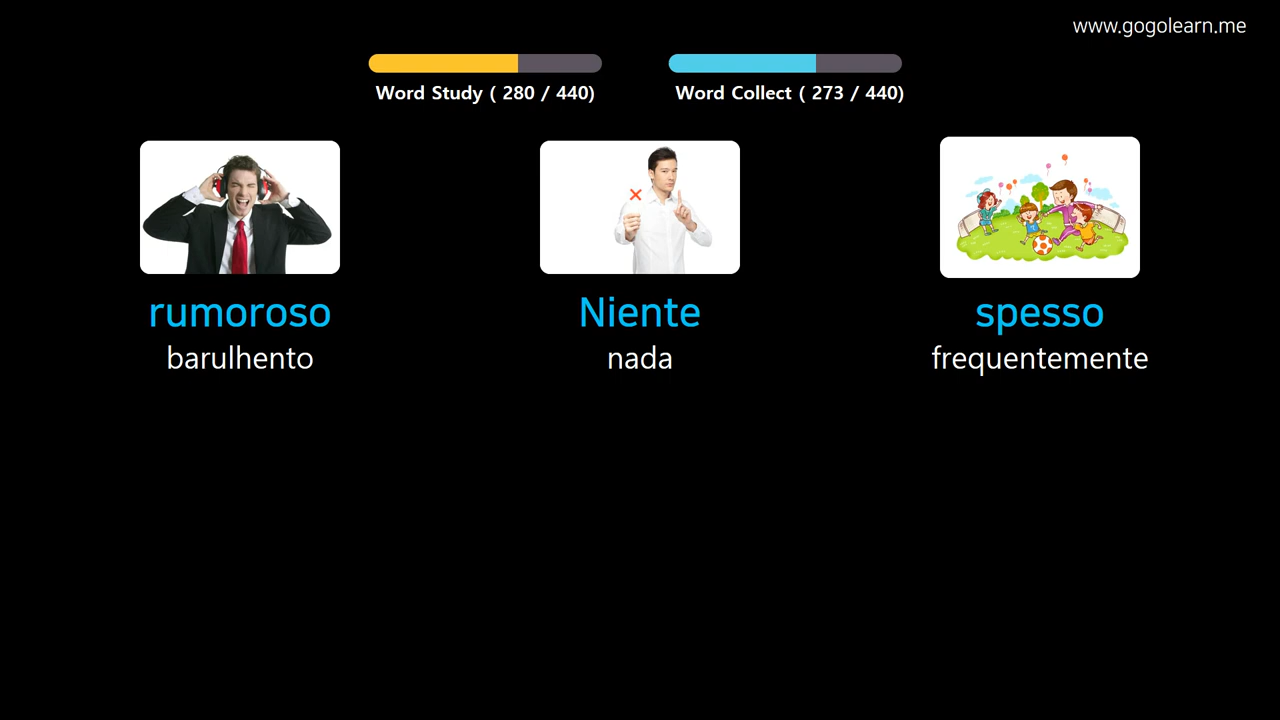 www.gogolearn.me
Word Study ( 280 / 440)
Word Collect ( 273 / 440)
rumoroso
barulhento
Niente
nada
spesso
frequentemente